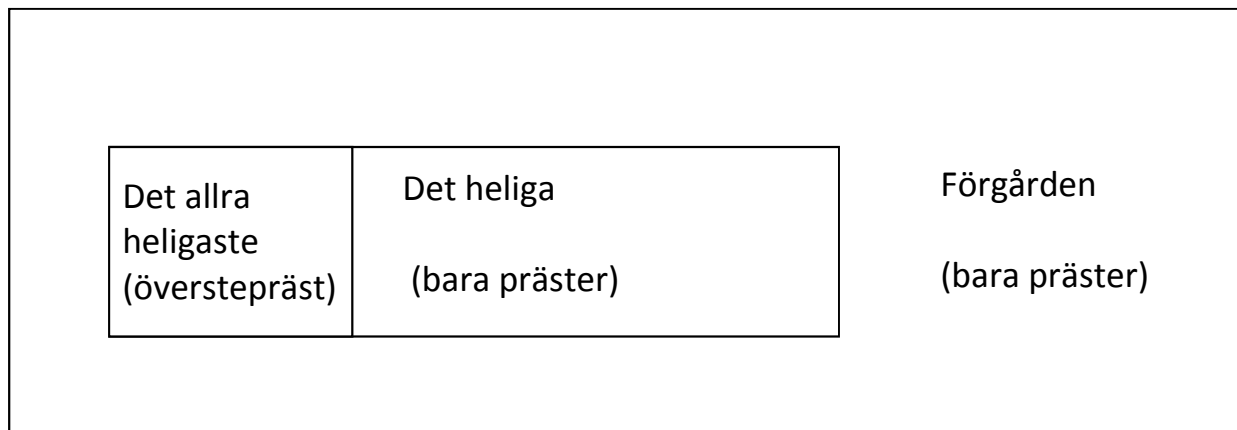 Det allra
heligaste
(överstepräst)
Det heliga
(bara präster)
Förgården
(bara präster)